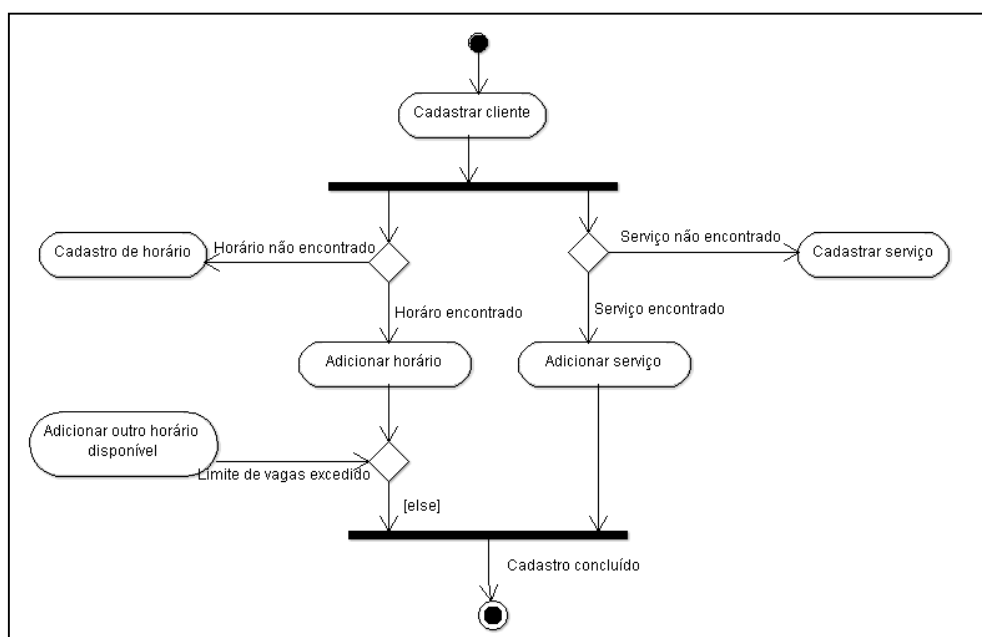 Cadastrar cliente
Cadastro de horário
Horário não encontrado
Serviço não encontrado
Cadastrar serviço
Horáro encontrado
Serviço encontrado
Adicionar horário
Adicionar serviço
Adicionar outro horário
disponível
Limite de vagas excedido
[else]
Cadastro concluído